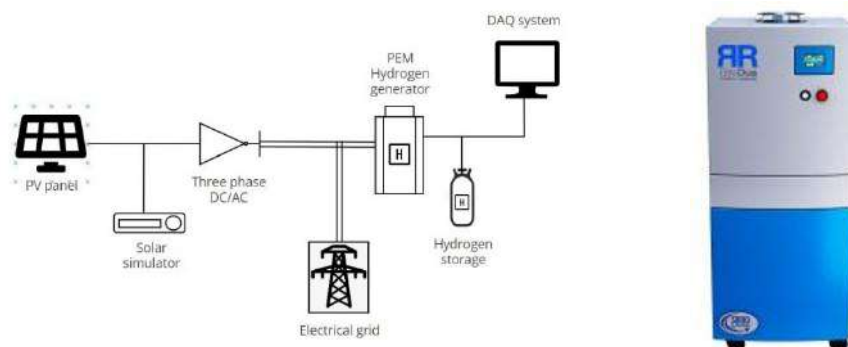 DAQ system
PEM
Hydrogen
generator
H
PV panel
Three phase
DC/AC
H
Solar
simulator
Hydrogen
storage
Electrical grid